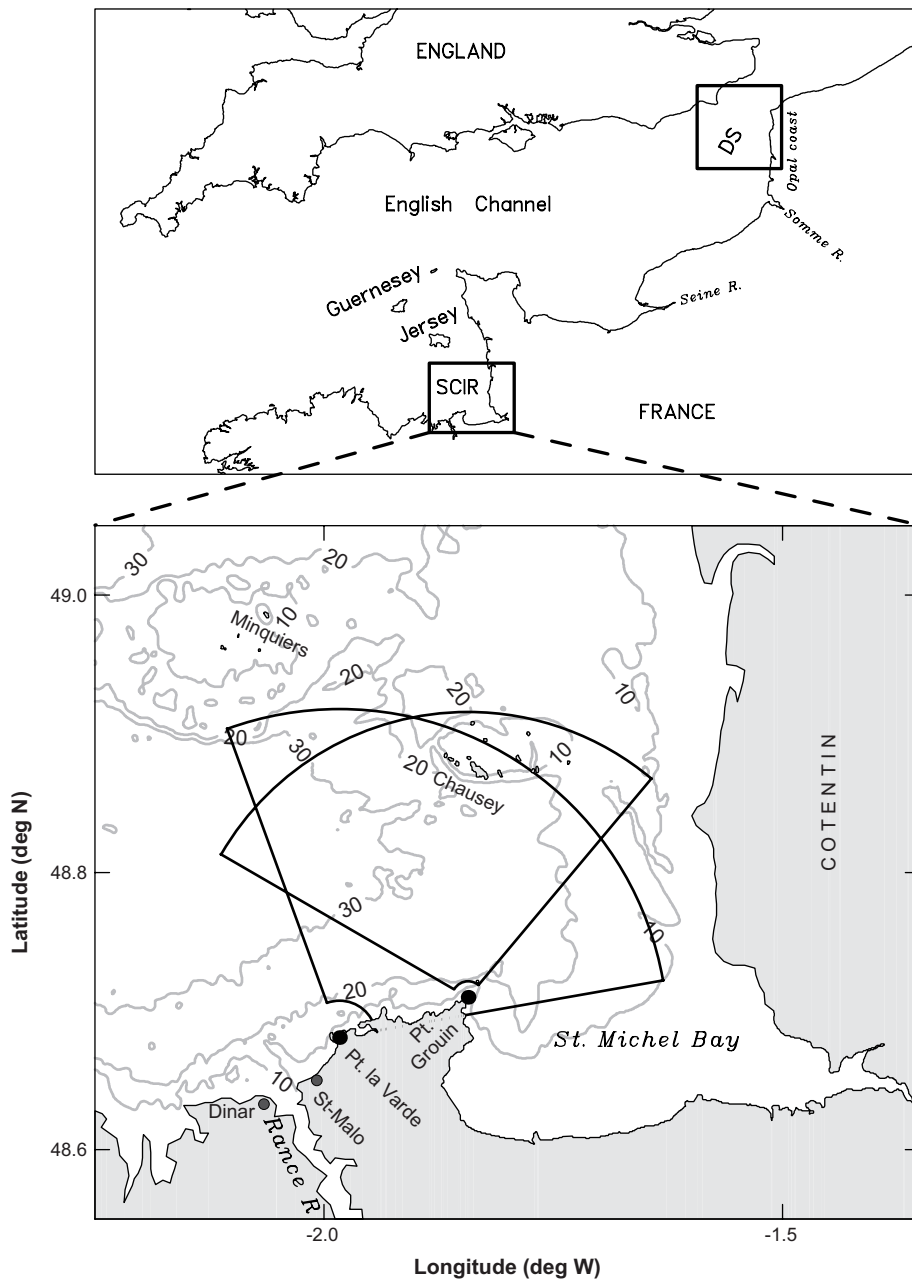 ENGLAND
DS
Opal coast
English Channel
Somme R.
Guernesey
Seine R.
Jersey
SCIR
FRANCE
30
20
49.0
10
Minquiers
20
20
10
20
30
10
20 Chausey
COTENTIN
48.8
Latitude (deg N)
30
10
20
Pt.
Grouin
St. Michel Bay
Pt. la Varde
10
St-Malo
Dinar
Rance R
48.6
-2.0
-1.5
Longitude (deg W)